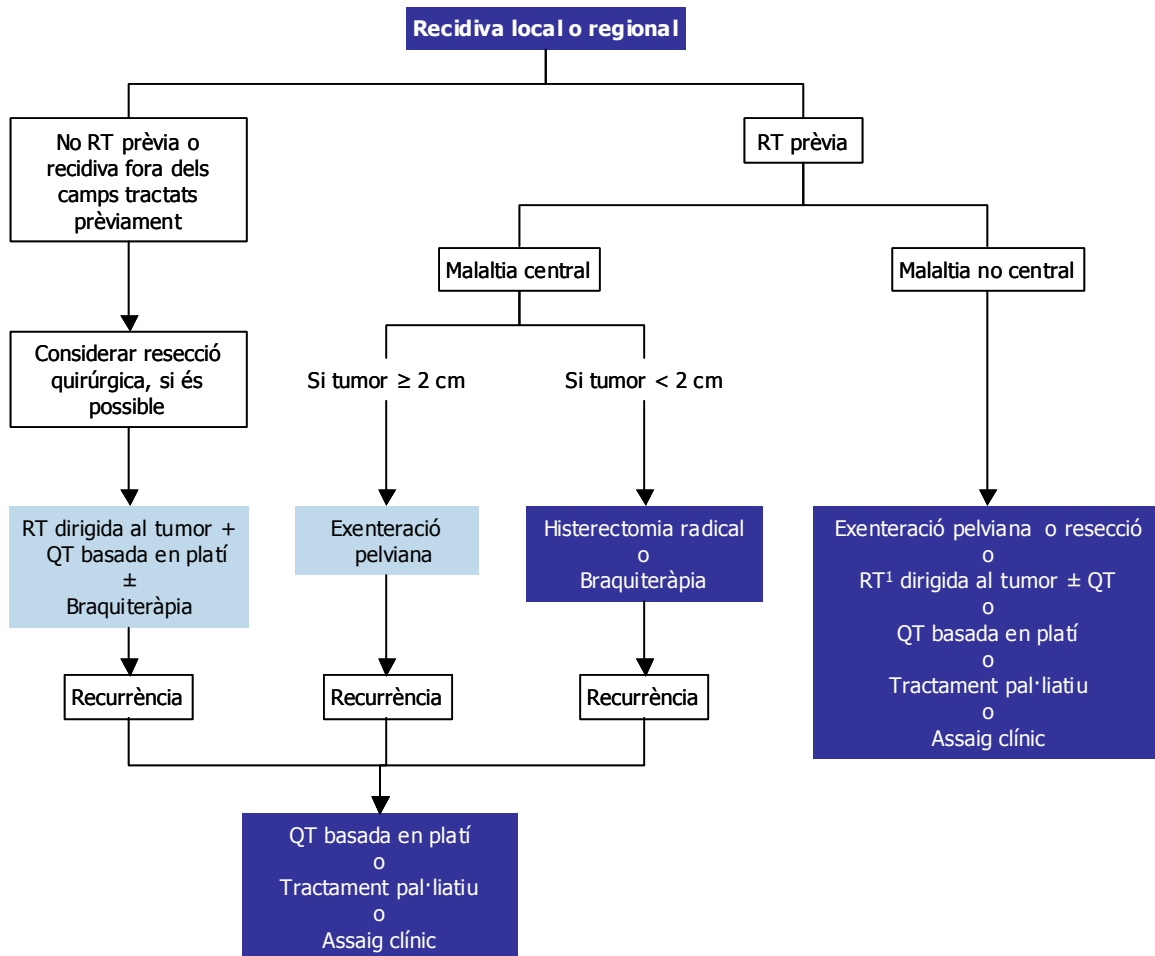 Recidiva local o regional
No RT prèvia o
recidiva fora dels
camps tractats
prèviament
RT prèvia
Malaltia central
Malaltia no central
Considerar resecció
quirúrgica, si és
possible
Si tumor ≥ 2 cm
Si tumor < 2 cm
RT dirigida al tumor +
QT basada en platí
±
Braquiteràpia
Exenteració
pelviana
Histerectomia radical
o
Braquiteràpia
Exenteració pelviana o resecció
o
RT¹ dirigida al tumor ± QT
o
QT basada en platí
o
Tractament pal·liatiu
o
Assaig clínic
Recurrència
Recurrència
Recurrència
QT basada en platí
o
Tractament pal·liatiu
o
Assaig clínic